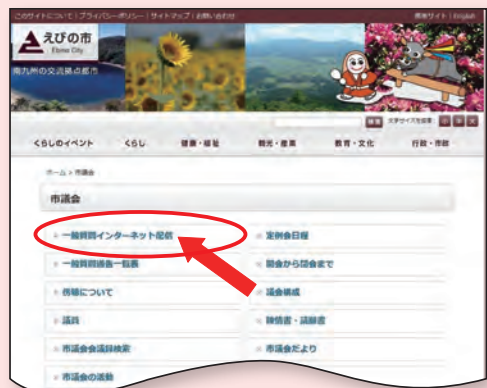 このサイトについて | プライバシーポリシー | サイトマップ | お問い合わせ
携帯サイト | English
えびの市
Ebino City
南九州の交流拠点都市
検索 文字サイズを変更
くらしのイベント くらし 健康・福祉 観光・産業 教育・文化 行政・市政
ホーム > 市議会
市議会
一般質問インターネット配信 定例会日程
一般質問通告一覧表 開会から閉会まで
傍聴について 議会構成
議員 陳情書・請願書
市議会会議録検索 市議会だより
市議会の活動